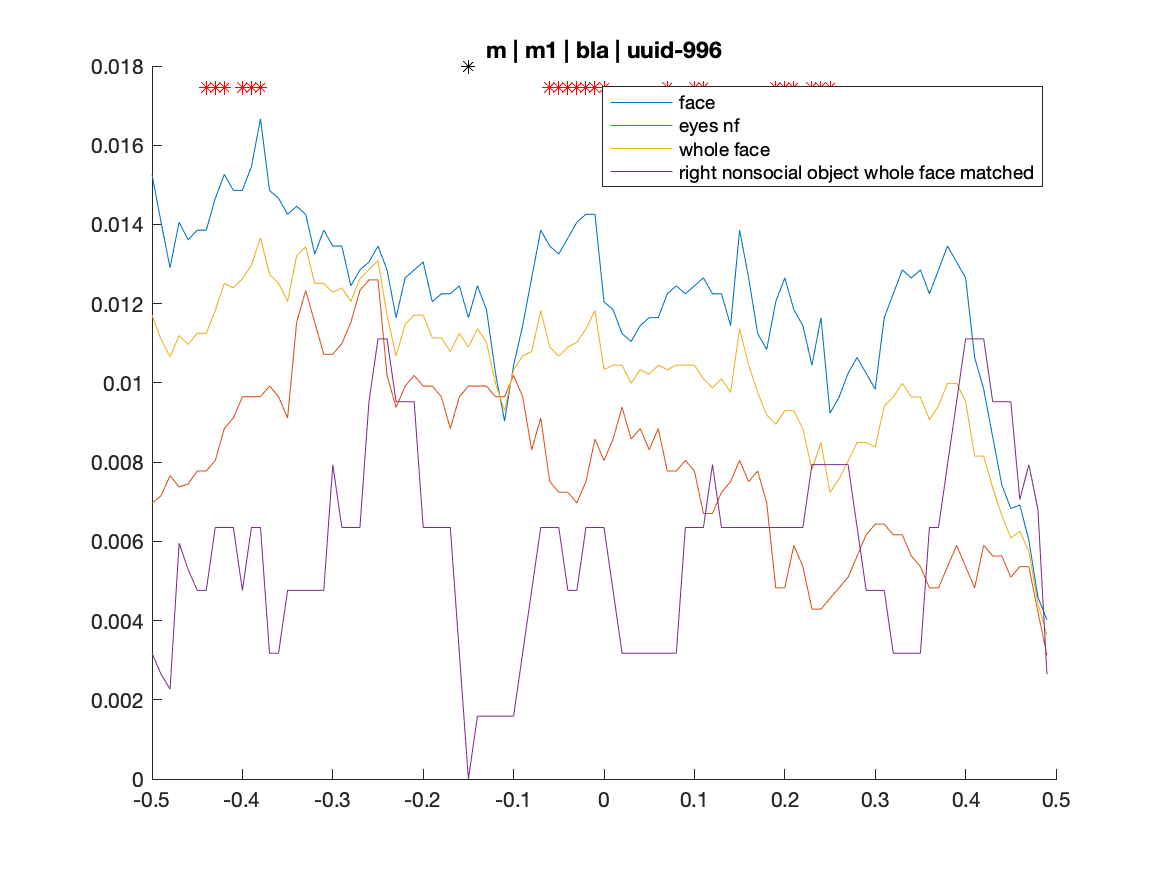 m | m1 | bla | uuid-996
0.018
0.016
0.014
0.012
0.01
0.008
0.006
0.004
0.002
0
face
eyes nf
whole face
right nonsocial object whole face matched
-0.5 -0.4 -0.3 -0.2 -0.1 0 0.1 0.2 0.3 0.4 0.5